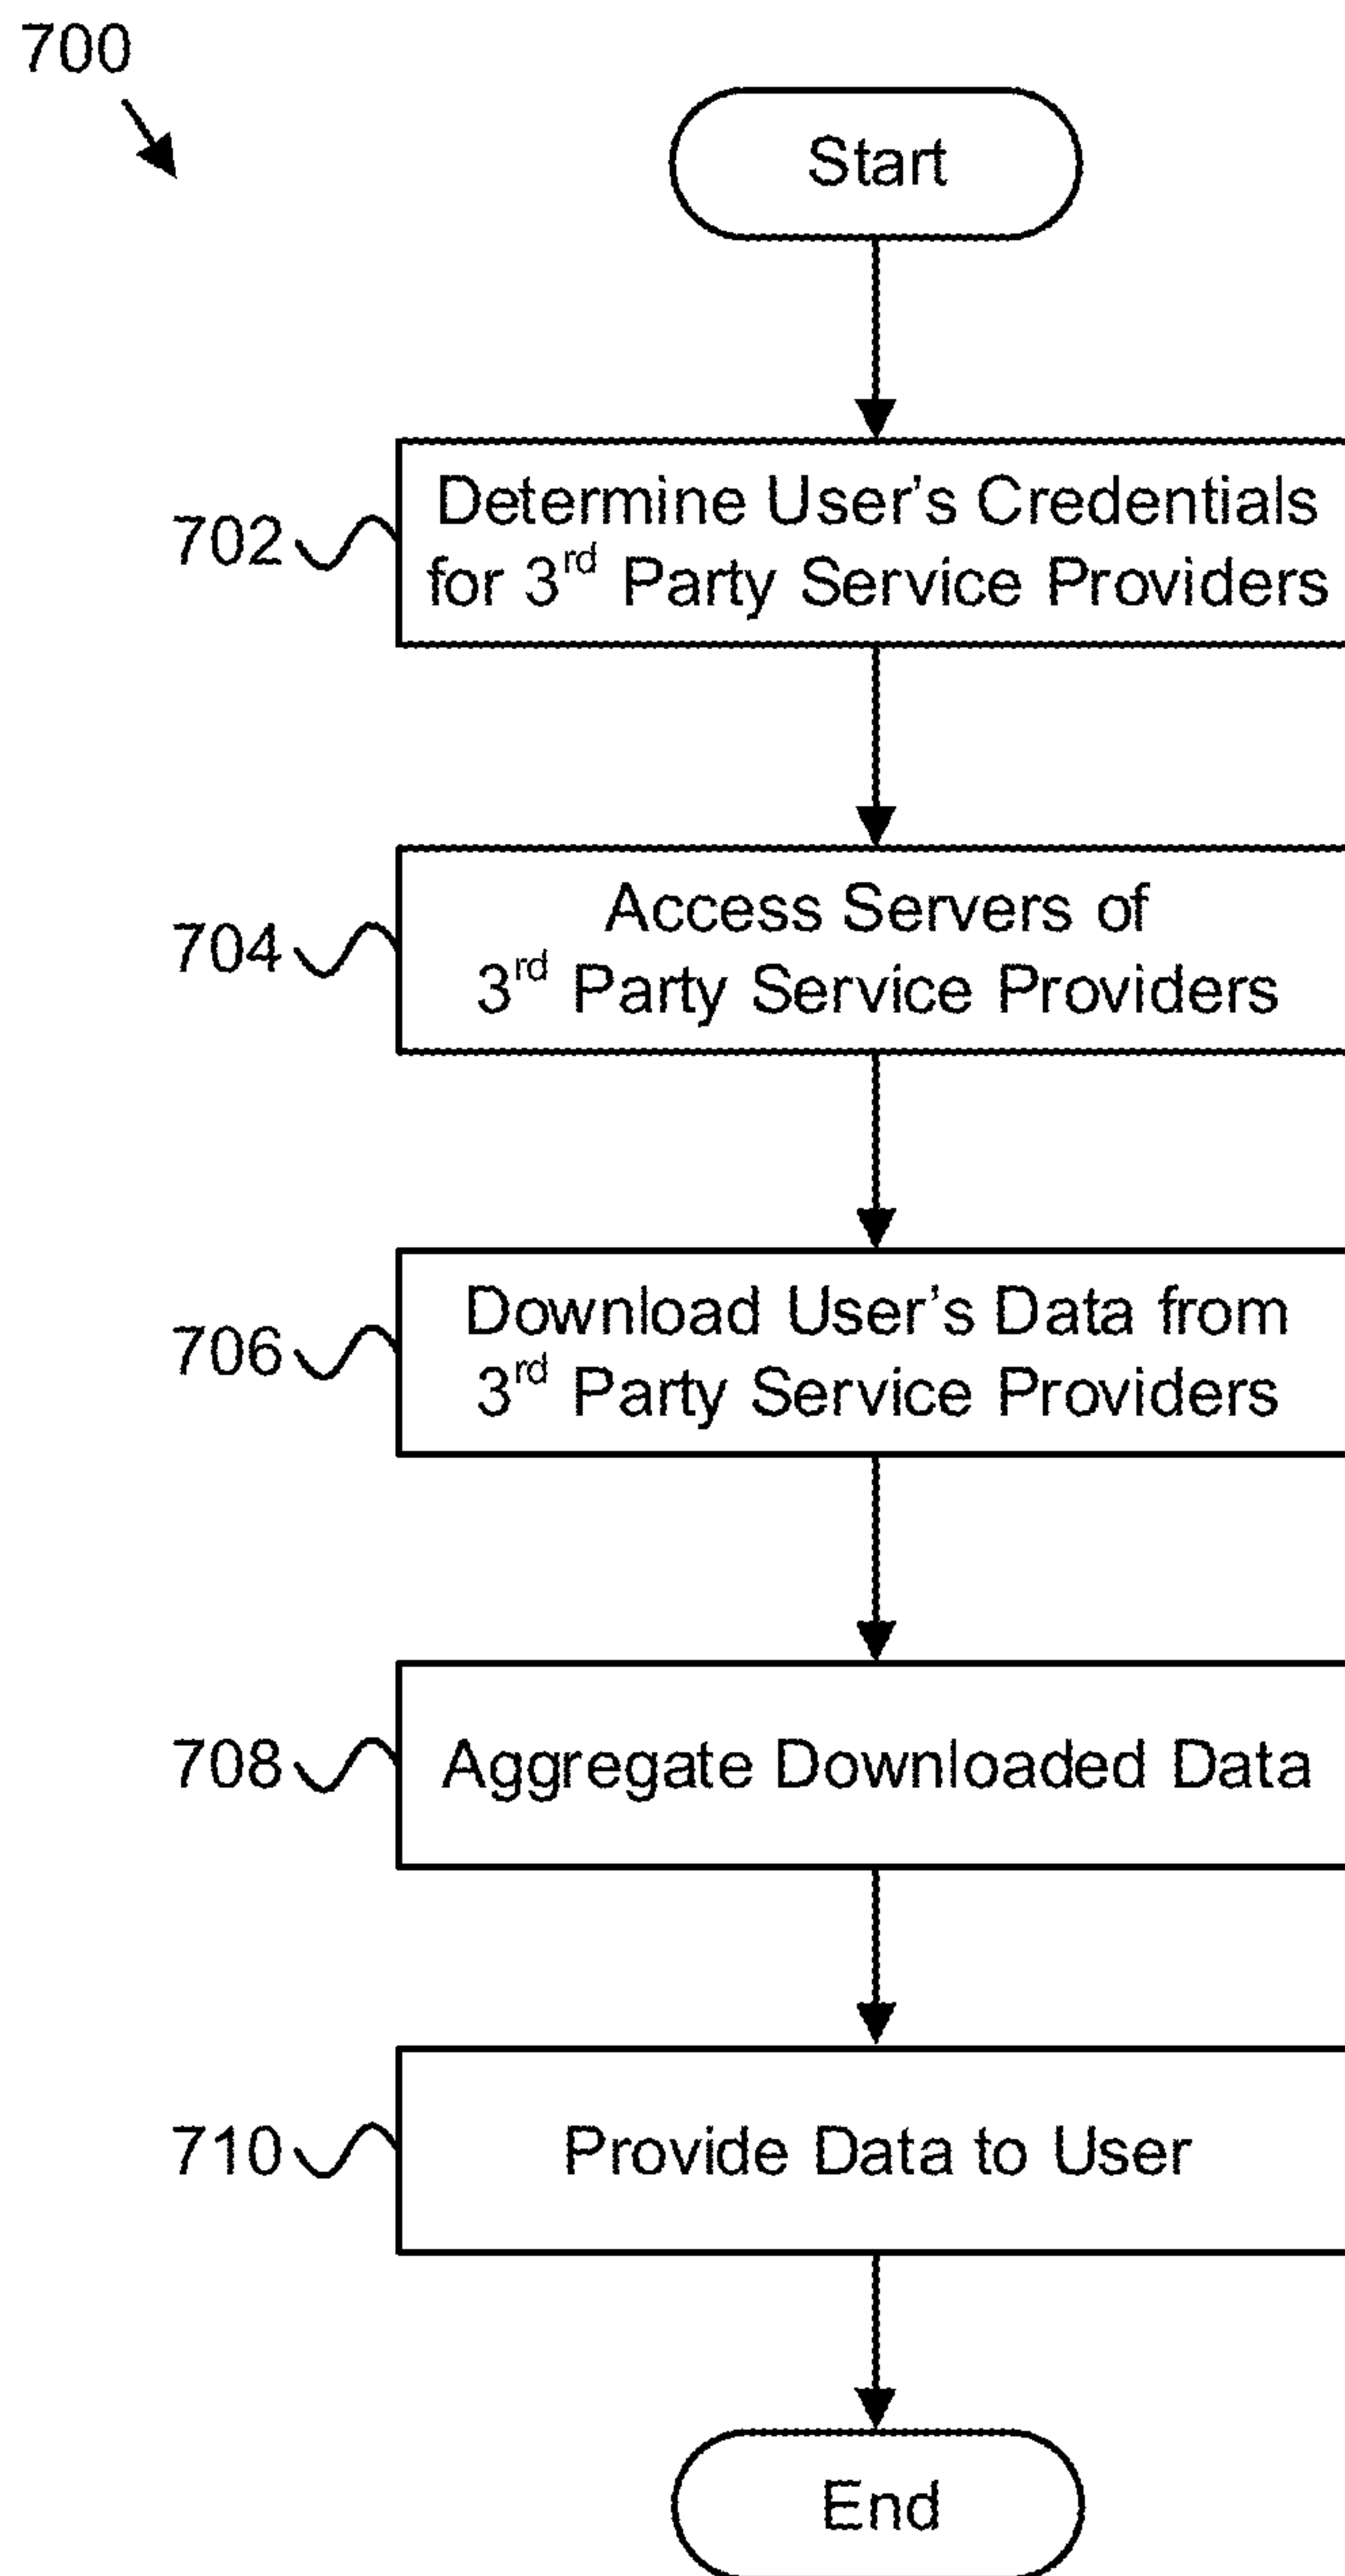 700
Start
702
Determine User’s Credentials
for 3rd Party Service Providers
704
Access Servers of
3rd Party Service Providers
706
Download User’s Data from
3rd Party Service Providers
708
Aggregate Downloaded Data
710
Provide Data to User
End